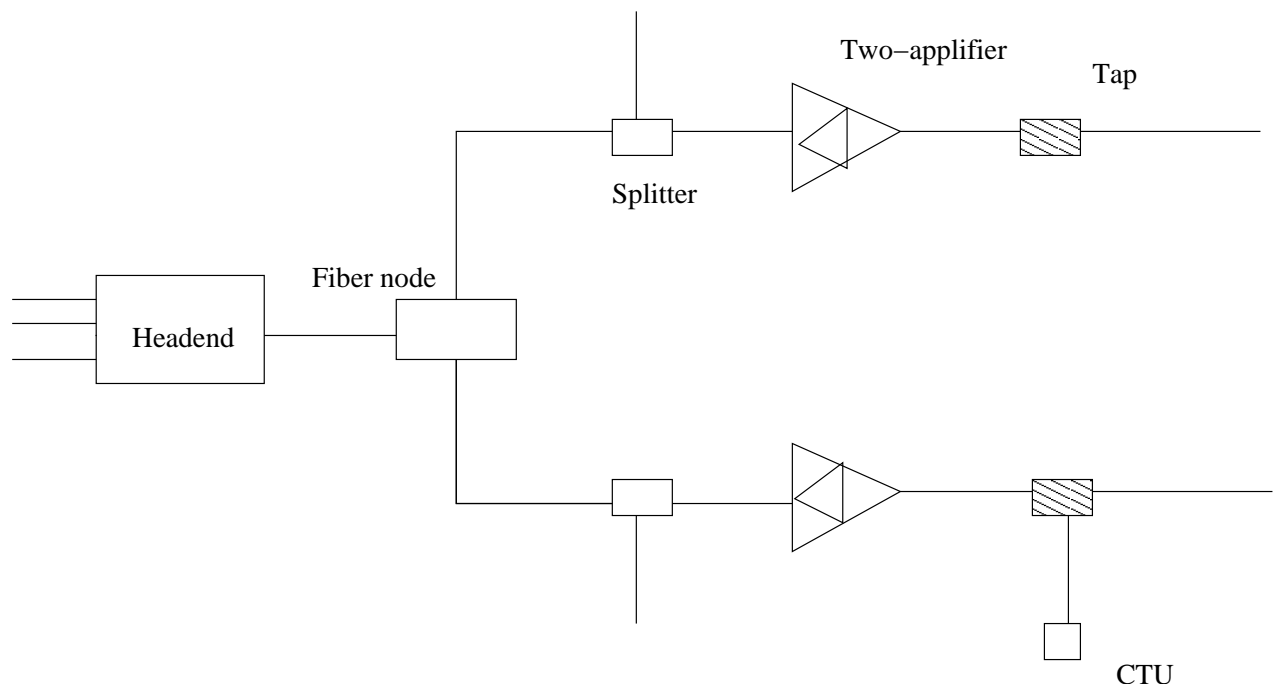 Two−applifier
Tap
Splitter
Fiber node
Headend
CTU